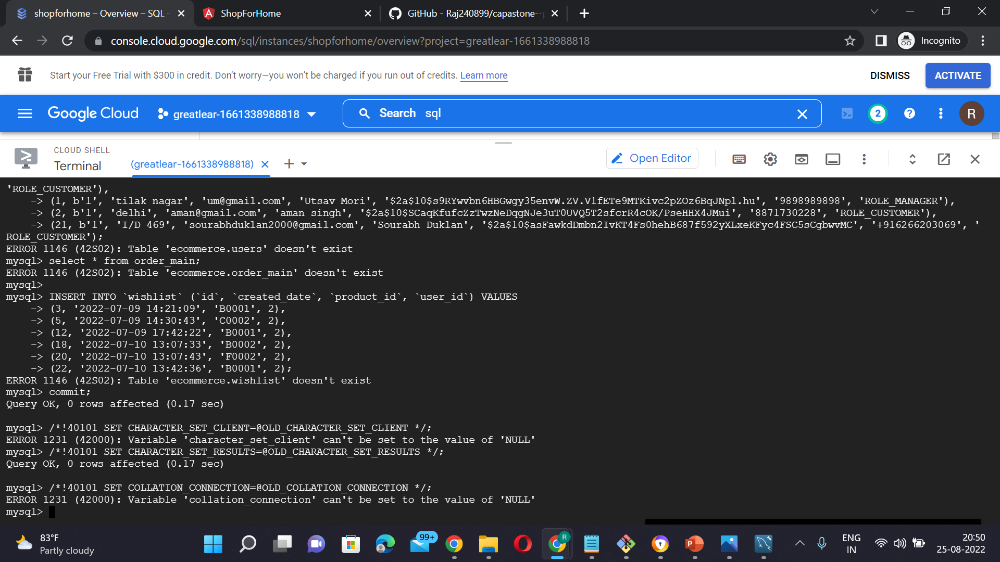 shopforhome – Overview – SQL -
ShopForHome
GitHub - Raj240899/capastone--
console.cloud.google.com/sql/instances/shopforhome/overview?project=greatlear-1661338988818
Incognito
Start your Free Trial with $300 in credit. Don't worry—you won't be charged if you run out of credits. Learn more
DISMISS
ACTIVATE
Google Cloud
greatlear-1661338988818
Search sql
2
R
CLOUD SHELL
Terminal
(greatlear-1661338988818)
Open Editor
'ROLE_CUSTOMER'),
    -> (1, b'1', 'tilak nagar', 'um@gmail.com', 'Utsav Mori', '$2a$10$s9RYwvbn6HBGwgy35envW.ZV.V1fETe9MTKivc2pZOz6BqJNpl.hu', '9898989898', 'ROLE_MANAGER'),
    -> (2, b'1', 'delhi', 'aman@gmail.com', 'aman singh', '$2a$10$SCaqKfufcZzTwzNeDqgNJe3uT0UVQ5T2sfcrR4cOK/PseHHX4JMui', '8871730228', 'ROLE_CUSTOMER'),
    -> (21, b'1', 'I/D 469', 'sourabhduklan2000@gmail.com', 'Sourabh Duklan', '$2a$10$asFawkdDmbn2IvKT4Fs0hehB687f592yXLxeKFyc4FSC5sCgbwvMC', '+916266203069', '
ROLE_CUSTOMER');
ERROR 1146 (42S02): Table 'ecommerce.users' doesn't exist
mysql> select * from order_main;
ERROR 1146 (42S02): Table 'ecommerce.order_main' doesn't exist
mysql>
mysql> INSERT INTO `wishlist` (`id`, `created_date`, `product_id`, `user_id`) VALUES
    -> (3, '2022-07-09 14:21:09', 'B0001', 2),
    -> (5, '2022-07-09 14:30:43', 'C0002', 2),
    -> (12, '2022-07-09 17:42:22', 'B0001', 2),
    -> (18, '2022-07-10 13:07:33', 'B0002', 2),
    -> (20, '2022-07-10 13:07:43', 'F0002', 2),
    -> (22, '2022-07-10 13:42:36', 'B0001', 2);
ERROR 1146 (42S02): Table 'ecommerce.wishlist' doesn't exist
mysql> commit;
Query OK, 0 rows affected (0.17 sec)
mysql> /*!40101 SET CHARACTER_SET_CLIENT=@OLD_CHARACTER_SET_CLIENT */;
ERROR 1231 (42000): Variable 'character_set_client' can't be set to the value of 'NULL'
mysql> /*!40101 SET CHARACTER_SET_RESULTS=@OLD_CHARACTER_SET_RESULTS */;
Query OK, 0 rows affected (0.17 sec)
mysql> /*!40101 SET COLLATION_CONNECTION=@OLD_COLLATION_CONNECTION */;
ERROR 1231 (42000): Variable 'collation_connection' can't be set to the value of 'NULL'
mysql>
83°F
Partly cloudy
99+
R
P
ENG
IN
20:50
25-08-2022